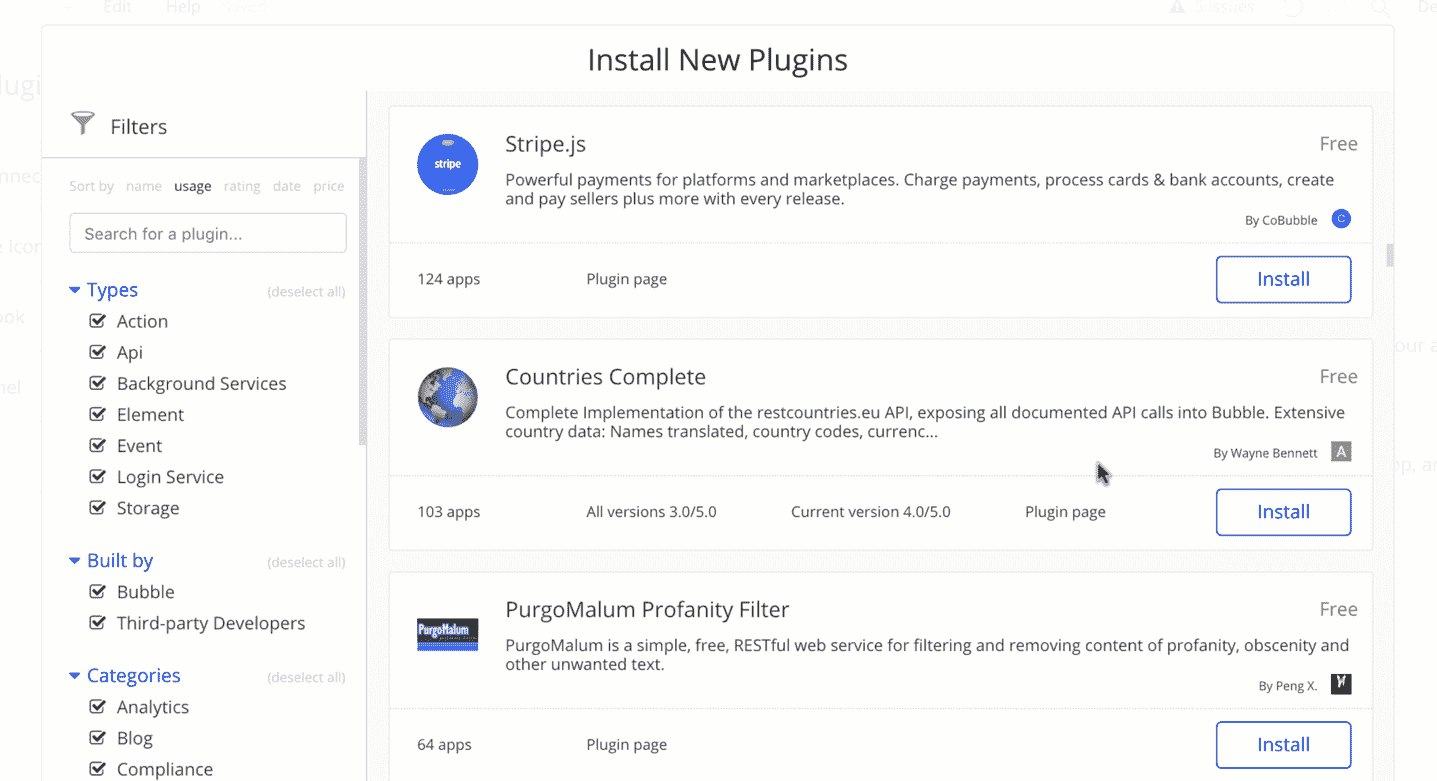 Edit Help 5 issues
Install New Plugins
Filters
Sort by name usage rating date price
Search for a plugin...
Types (deselect all)
Action
Api
Background Services
Element
Event
Login Service
Storage
Built by (deselect all)
Bubble
Third-party Developers
Categories (deselect all)
Analytics
Blog
Compliance
stripe
Stripe.js Free
Powerful payments for platforms and marketplaces. Charge payments, process cards & bank accounts, create
and pay sellers plus more with every release.
By CoBubble C
124 apps Plugin page Install
Countries Complete Free
Complete Implementation of the restcountries.eu API, exposing all documented API calls into Bubble. Extensive
country data: Names translated, country codes, currenc...
By Wayne Bennett A
103 apps All versions 3.0/5.0 Current version 4.0/5.0 Plugin page Install
PurgoMalum
PurgoMalum Profanity Filter Free
PurgoMalum is a simple, free, RESTful web service for filtering and removing content of profanity, obscenity and
other unwanted text.
By Peng X.
64 apps Plugin page Install